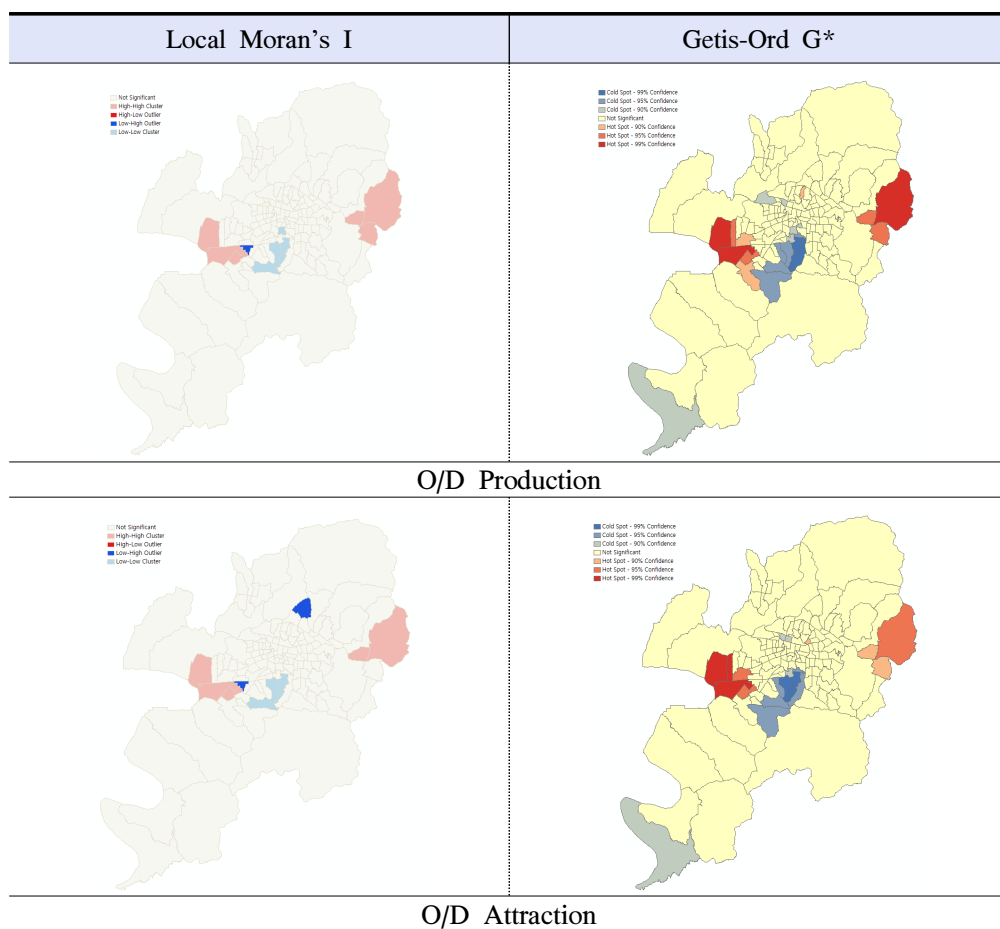 Local Moran's I
Getis-Ord G*
Not Significant
High-High Cluster
High-Low Outlier
Low-High Outlier
Low-Low Cluster
Cold Spot - 99% Confidence
Cold Spot - 95% Confidence
Cold Spot - 90% Confidence
Not Significant
Hot Spot - 90% Confidence
Hot Spot - 95% Confidence
Hot Spot - 99% Confidence
O/D Production
Not Significant
High-High Cluster
High-Low Outlier
Low-High Outlier
Low-Low Cluster
Cold Spot - 99% Confidence
Cold Spot - 95% Confidence
Cold Spot - 90% Confidence
Not Significant
Hot Spot - 90% Confidence
Hot Spot - 95% Confidence
Hot Spot - 99% Confidence
O/D Attraction